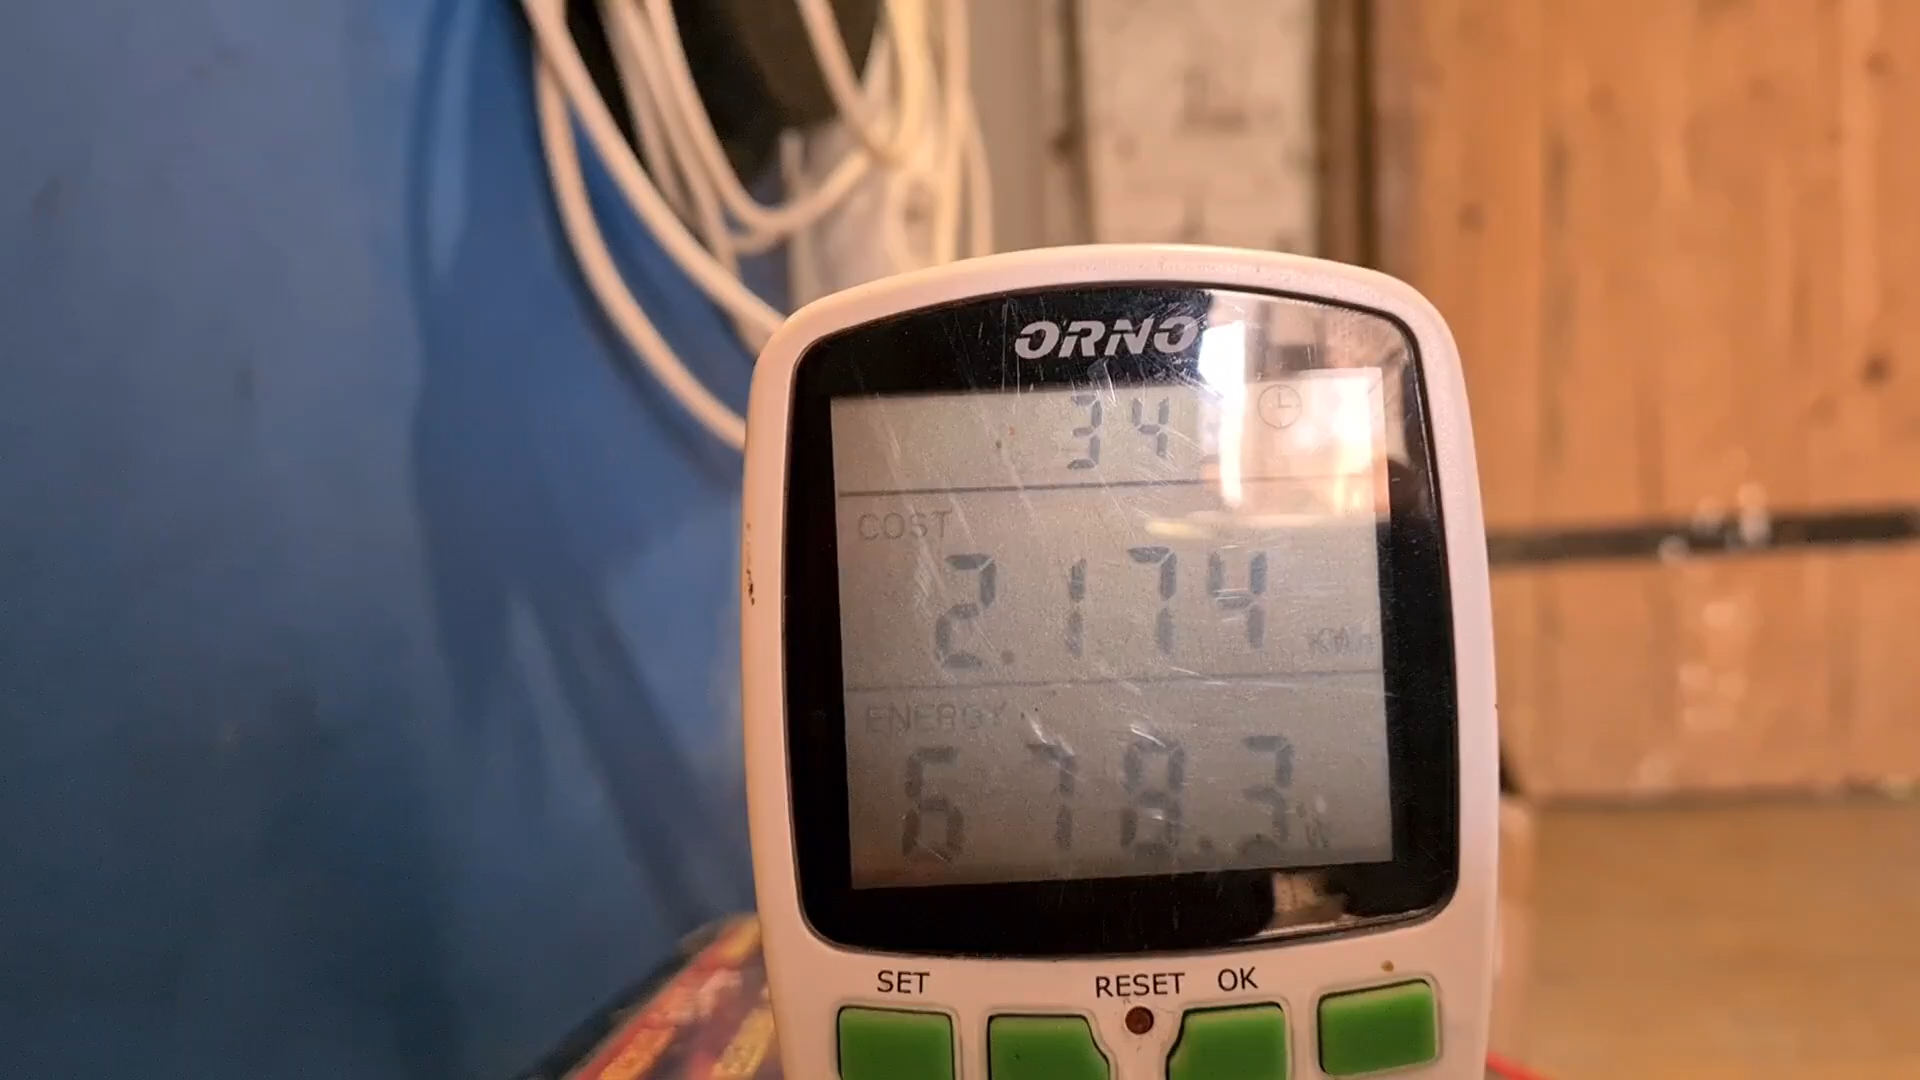 ORNO
34
COST
2.174
KWh
ENERGY
678.3
W
SET
RESET OK